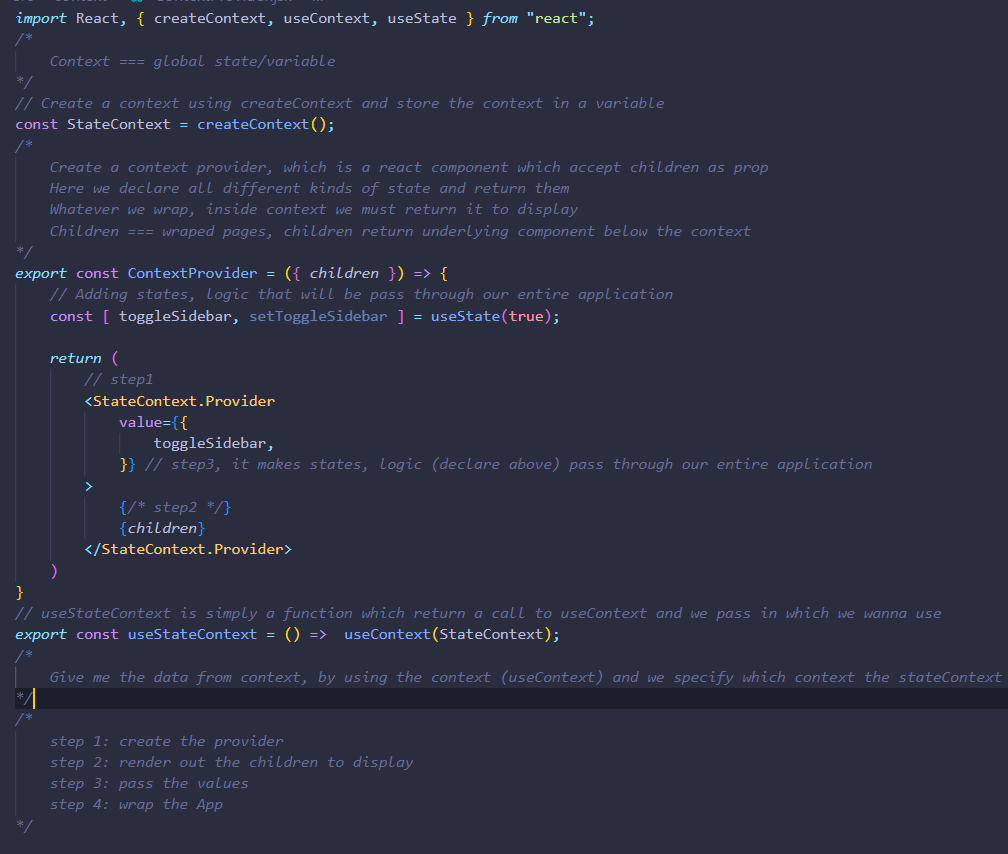 import React, { createContext, useContext, useState } from "react";
/*
    Context === global state/variable
*/
// Create a context using createContext and store the context in a variable
const StateContext = createContext();
/*
    Create a context provider, which is a react component which accept children as prop
    Here we declare all different kinds of state and return them
    Whatever we wrap, inside context we must return it to display
    Children === wraped pages, children return underlying component below the context
*/
export const ContextProvider = ({ children }) => {
    // Adding states, logic that will be pass through our entire application
    const [ toggleSidebar, setToggleSidebar ] = useState(true);

    return (
        // step1
        <StateContext.Provider
            value={{
                toggleSidebar,
            }} // step3, it makes states, logic (declare above) pass through our entire application
        >
            {/* step2 */}
            {children}
        </StateContext.Provider>
    )
}
// useStateContext is simply a function which return a call to useContext and we pass in which we wanna use
export const useStateContext = () =>  useContext(StateContext);
/*
    Give me the data from context, by using the context (useContext) and we specify which context the stateContext
*/
/*
    step 1: create the provider
    step 2: render out the children to display
    step 3: pass the values
    step 4: wrap the App
*/